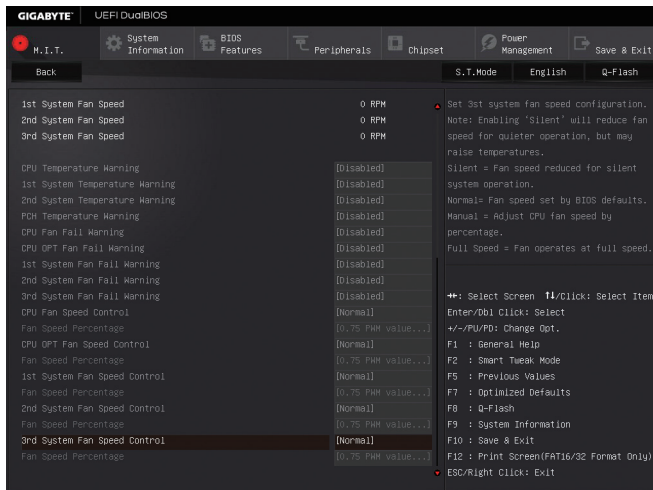 GIGABYTE™ UEFI DualBIOS
M.I.T.
System Information
BIOS Features
Peripherals
Chipset
Power Management
Save & Exit
Back
S.T.Mode English Q-Flash
1st System Fan Speed 0 RPM
2nd System Fan Speed 0 RPM
3rd System Fan Speed 0 RPM
CPU Temperature Warning [Disabled]
1st System Temperature Warning [Disabled]
2nd System Temperature Warning [Disabled]
PCH Temperature Warning [Disabled]
CPU Fan Fail Warning [Disabled]
CPU OPT Fan Fail Warning [Disabled]
1st System Fan Fail Warning [Disabled]
2nd System Fan Fail Warning [Disabled]
3rd System Fan Fail Warning [Disabled]
CPU Fan Speed Control [Normal]
Fan Speed Percentage [0.75 PWM value...]
CPU OPT Fan Speed Control [Normal]
Fan Speed Percentage [0.75 PWM value...]
1st System Fan Speed Control [Normal]
Fan Speed Percentage [0.75 PWM value...]
2nd System Fan Speed Control [Normal]
Fan Speed Percentage [0.75 PWM value...]
3rd System Fan Speed Control [Normal]
Fan Speed Percentage [0.75 PWM value...]
Set 3st system fan speed configuration.
Note: Enabling 'Silent' will reduce fan
speed for quieter operation, but may
raise temperatures.
Silent = Fan speed reduced for silent
system operation.
Normal= Fan speed set by BIOS defaults.
Manual = Adjust CPU fan speed by
percentage.
Full Speed = Fan operates at full speed.
→←: Select Screen ↑↓/Click: Select Item
Enter/Dbl Click: Select
+/-/PU/PD: Change Opt.
F1 : General Help
F2 : Smart Tweak Mode
F5 : Previous Values
F7 : Optimized Defaults
F8 : Q-Flash
F9 : System Information
F10 : Save & Exit
F12 : Print Screen(FAT16/32 Format Only)
ESC/Right Click: Exit